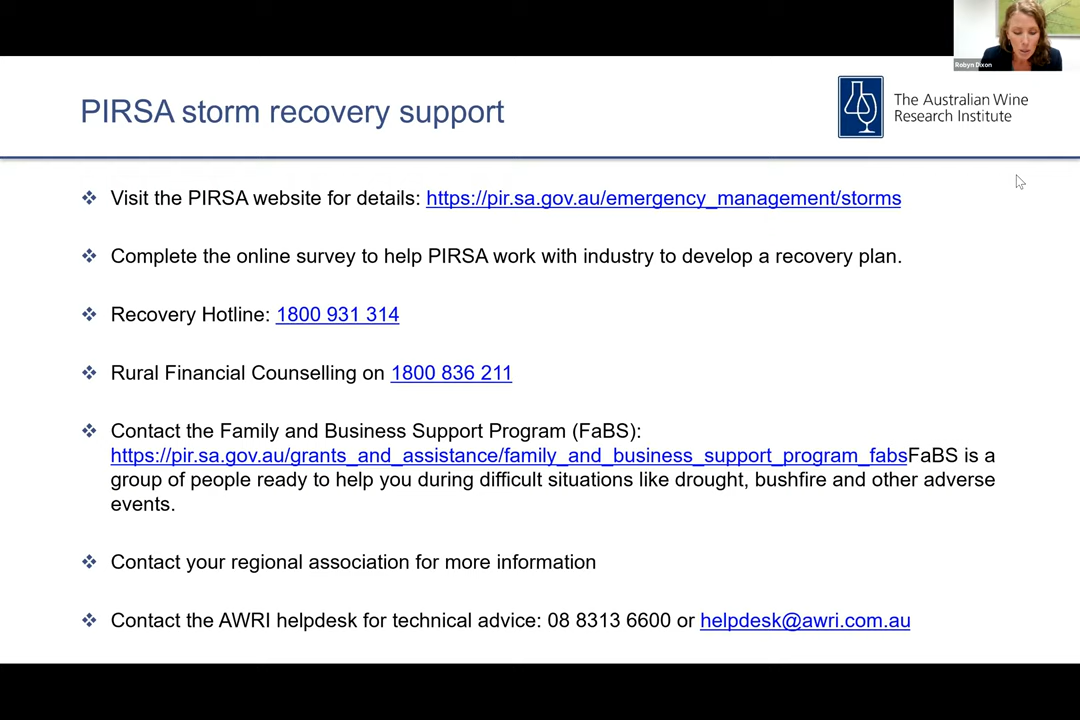 Robyn Dixon
PIRSA storm recovery support
The Australian Wine
Research Institute
Visit the PIRSA website for details: https://pir.sa.gov.au/emergency_management/storms
Complete the online survey to help PIRSA work with industry to develop a recovery plan.
Recovery Hotline: 1800 931 314
Rural Financial Counselling on 1800 836 211
Contact the Family and Business Support Program (FaBS):
https://pir.sa.gov.au/grants_and_assistance/family_and_business_support_program_fabsFaBS is a
group of people ready to help you during difficult situations like drought, bushfire and other adverse
events.
Contact your regional association for more information
Contact the AWRI helpdesk for technical advice: 08 8313 6600 or helpdesk@awri.com.au